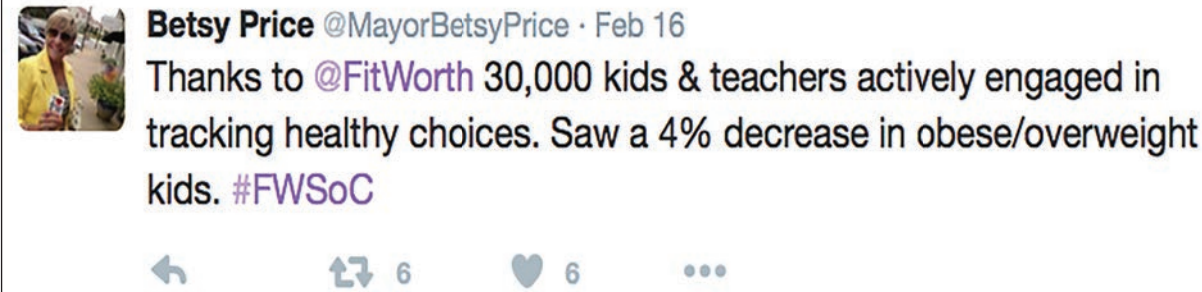 Betsy Price @MayorBetsyPrice · Feb 16
Thanks to @FitWorth 30,000 kids & teachers actively engaged in
tracking healthy choices. Saw a 4% decrease in obese/overweight
kids. #FWSoC
6 6